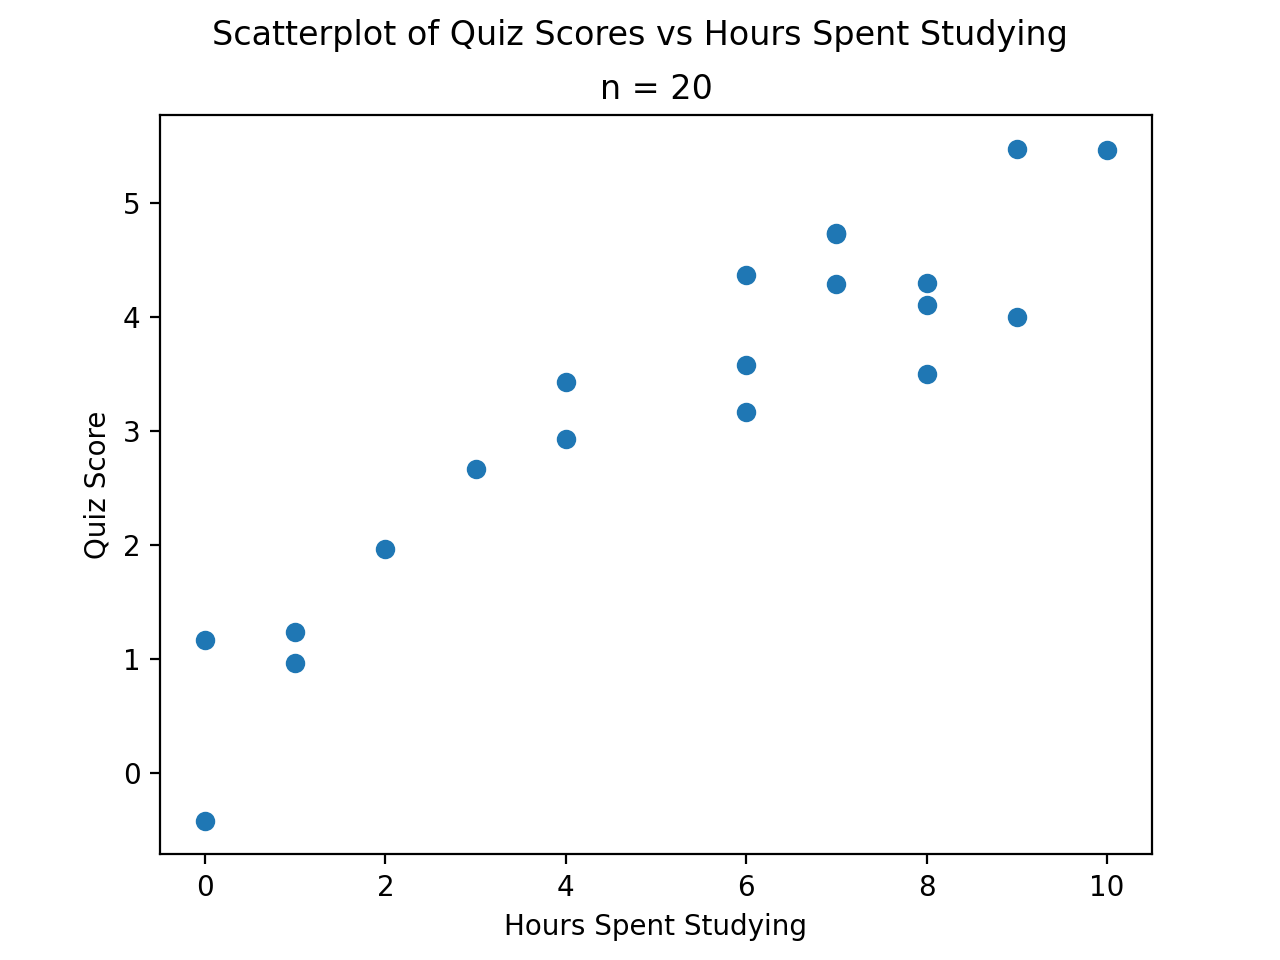 Scatterplot of Quiz Scores vs Hours Spent Studying
n = 20
5
4
3
2
1
0
Quiz Score
0 2 4 6 8 10
Hours Spent Studying